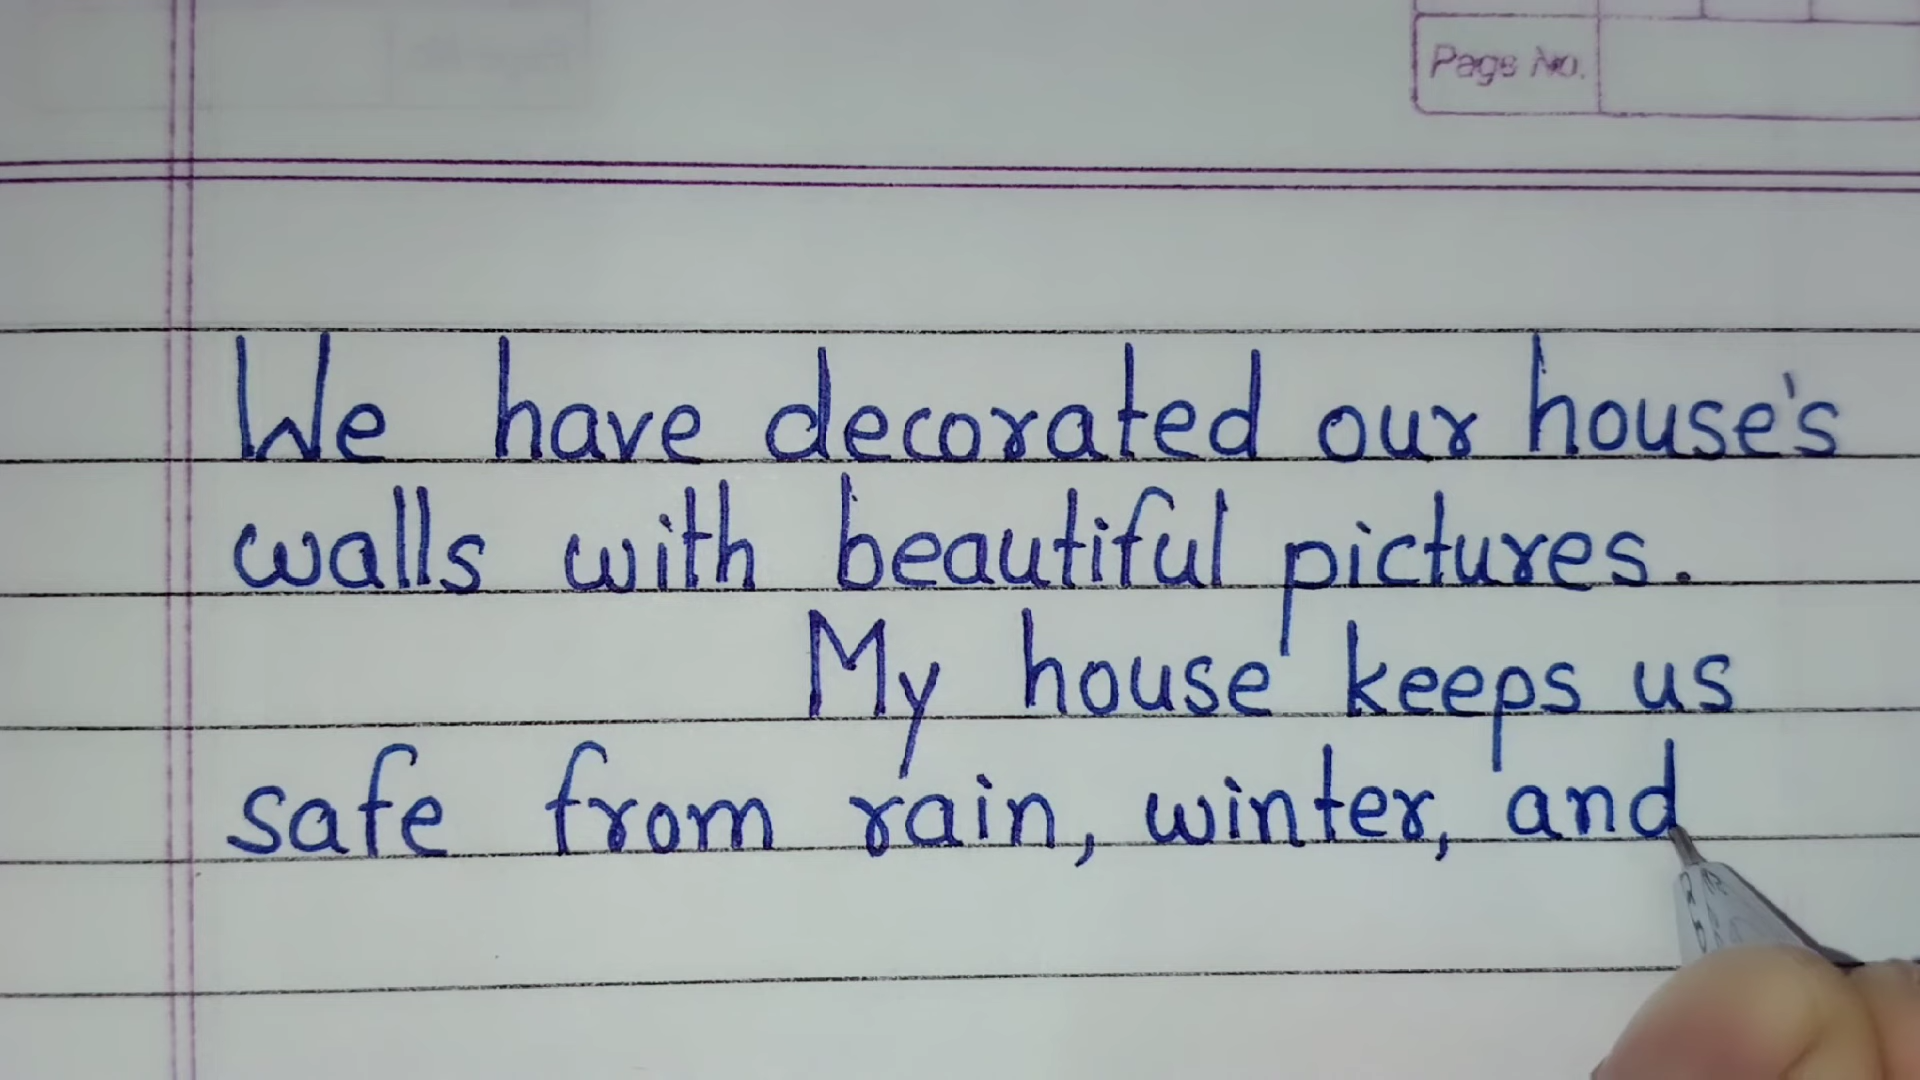 Page No.
We have decorated our house's
walls with beautiful pictures.
My house keeps us
safe from rain, winter, and